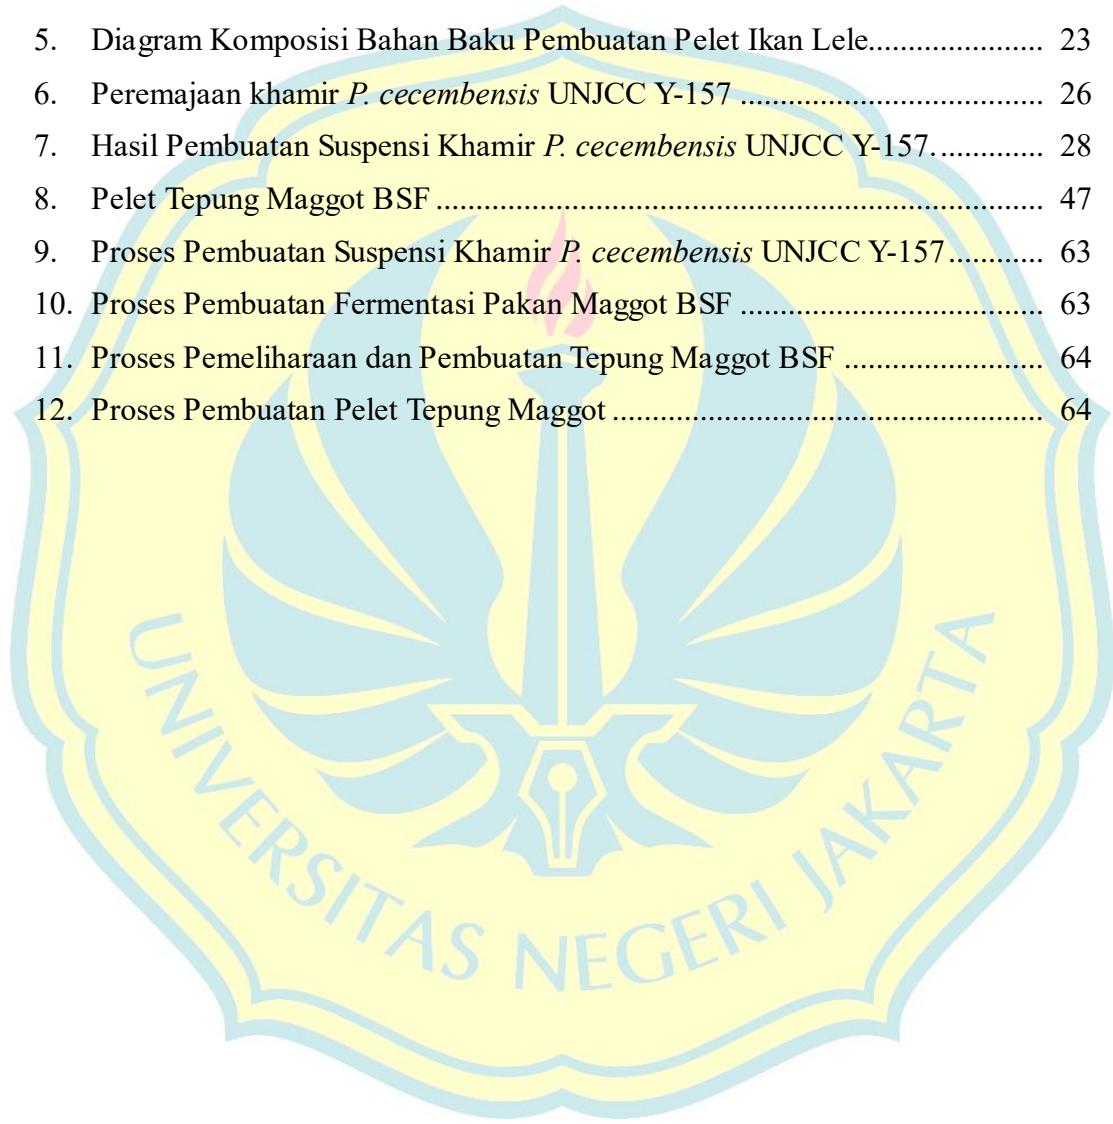 5. Diagram Komposisi Bahan Baku Pembuatan Pelet Ikan Lele..................... 23
6. Peremajaan khamir P. cecembensis UNJCC Y-157 ..................................... 26
7. Hasil Pembuatan Suspensi Khamir P. cecembensis UNJCC Y-157. ............. 28
8. Pelet Tepung Maggot BSF .......................................................................... 47
9. Proses Pembuatan Suspensi Khamir P. cecembensis UNJCC Y-157 ............ 63
10. Proses Pembuatan Fermentasi Pakan Maggot BSF ..................................... 63
11. Proses Pemeliharaan dan Pembuatan Tepung Maggot BSF ........................ 64
12. Proses Pembuatan Pelet Tepung Maggot .................................................... 64
UNIVERSITAS NEGERI JAKARTA